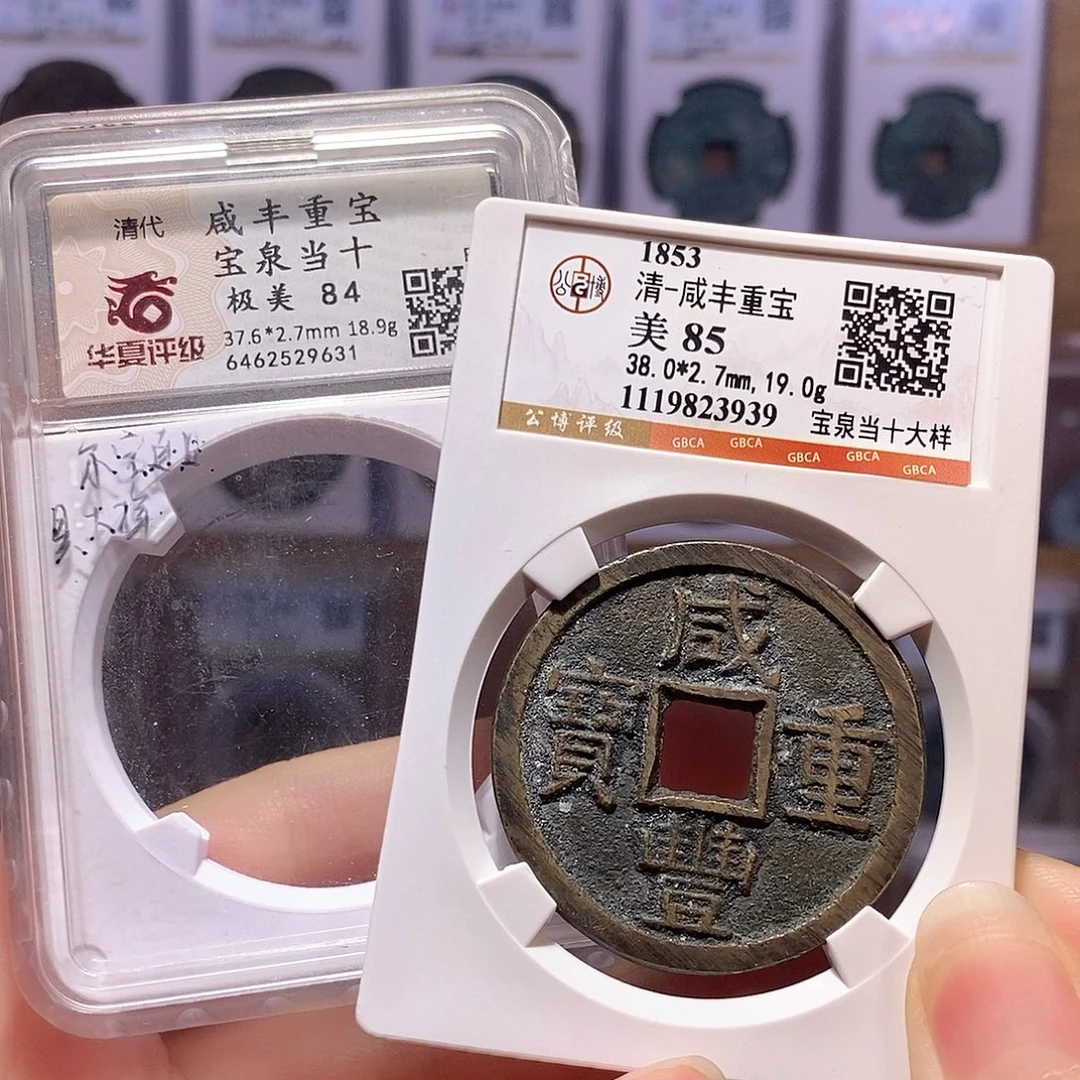 清代
咸丰重宝
宝泉当十
极美 84
37.6*2.7mm 18.9g
6462529631
华夏评级
1853
公博
清-咸丰重宝
美 85
38.0*2.7mm, 19.0g
1119823939
宝泉当十大样
公博评级
GBCA GBCA GBCA GBCA GBCA
咸
豐
重
寳